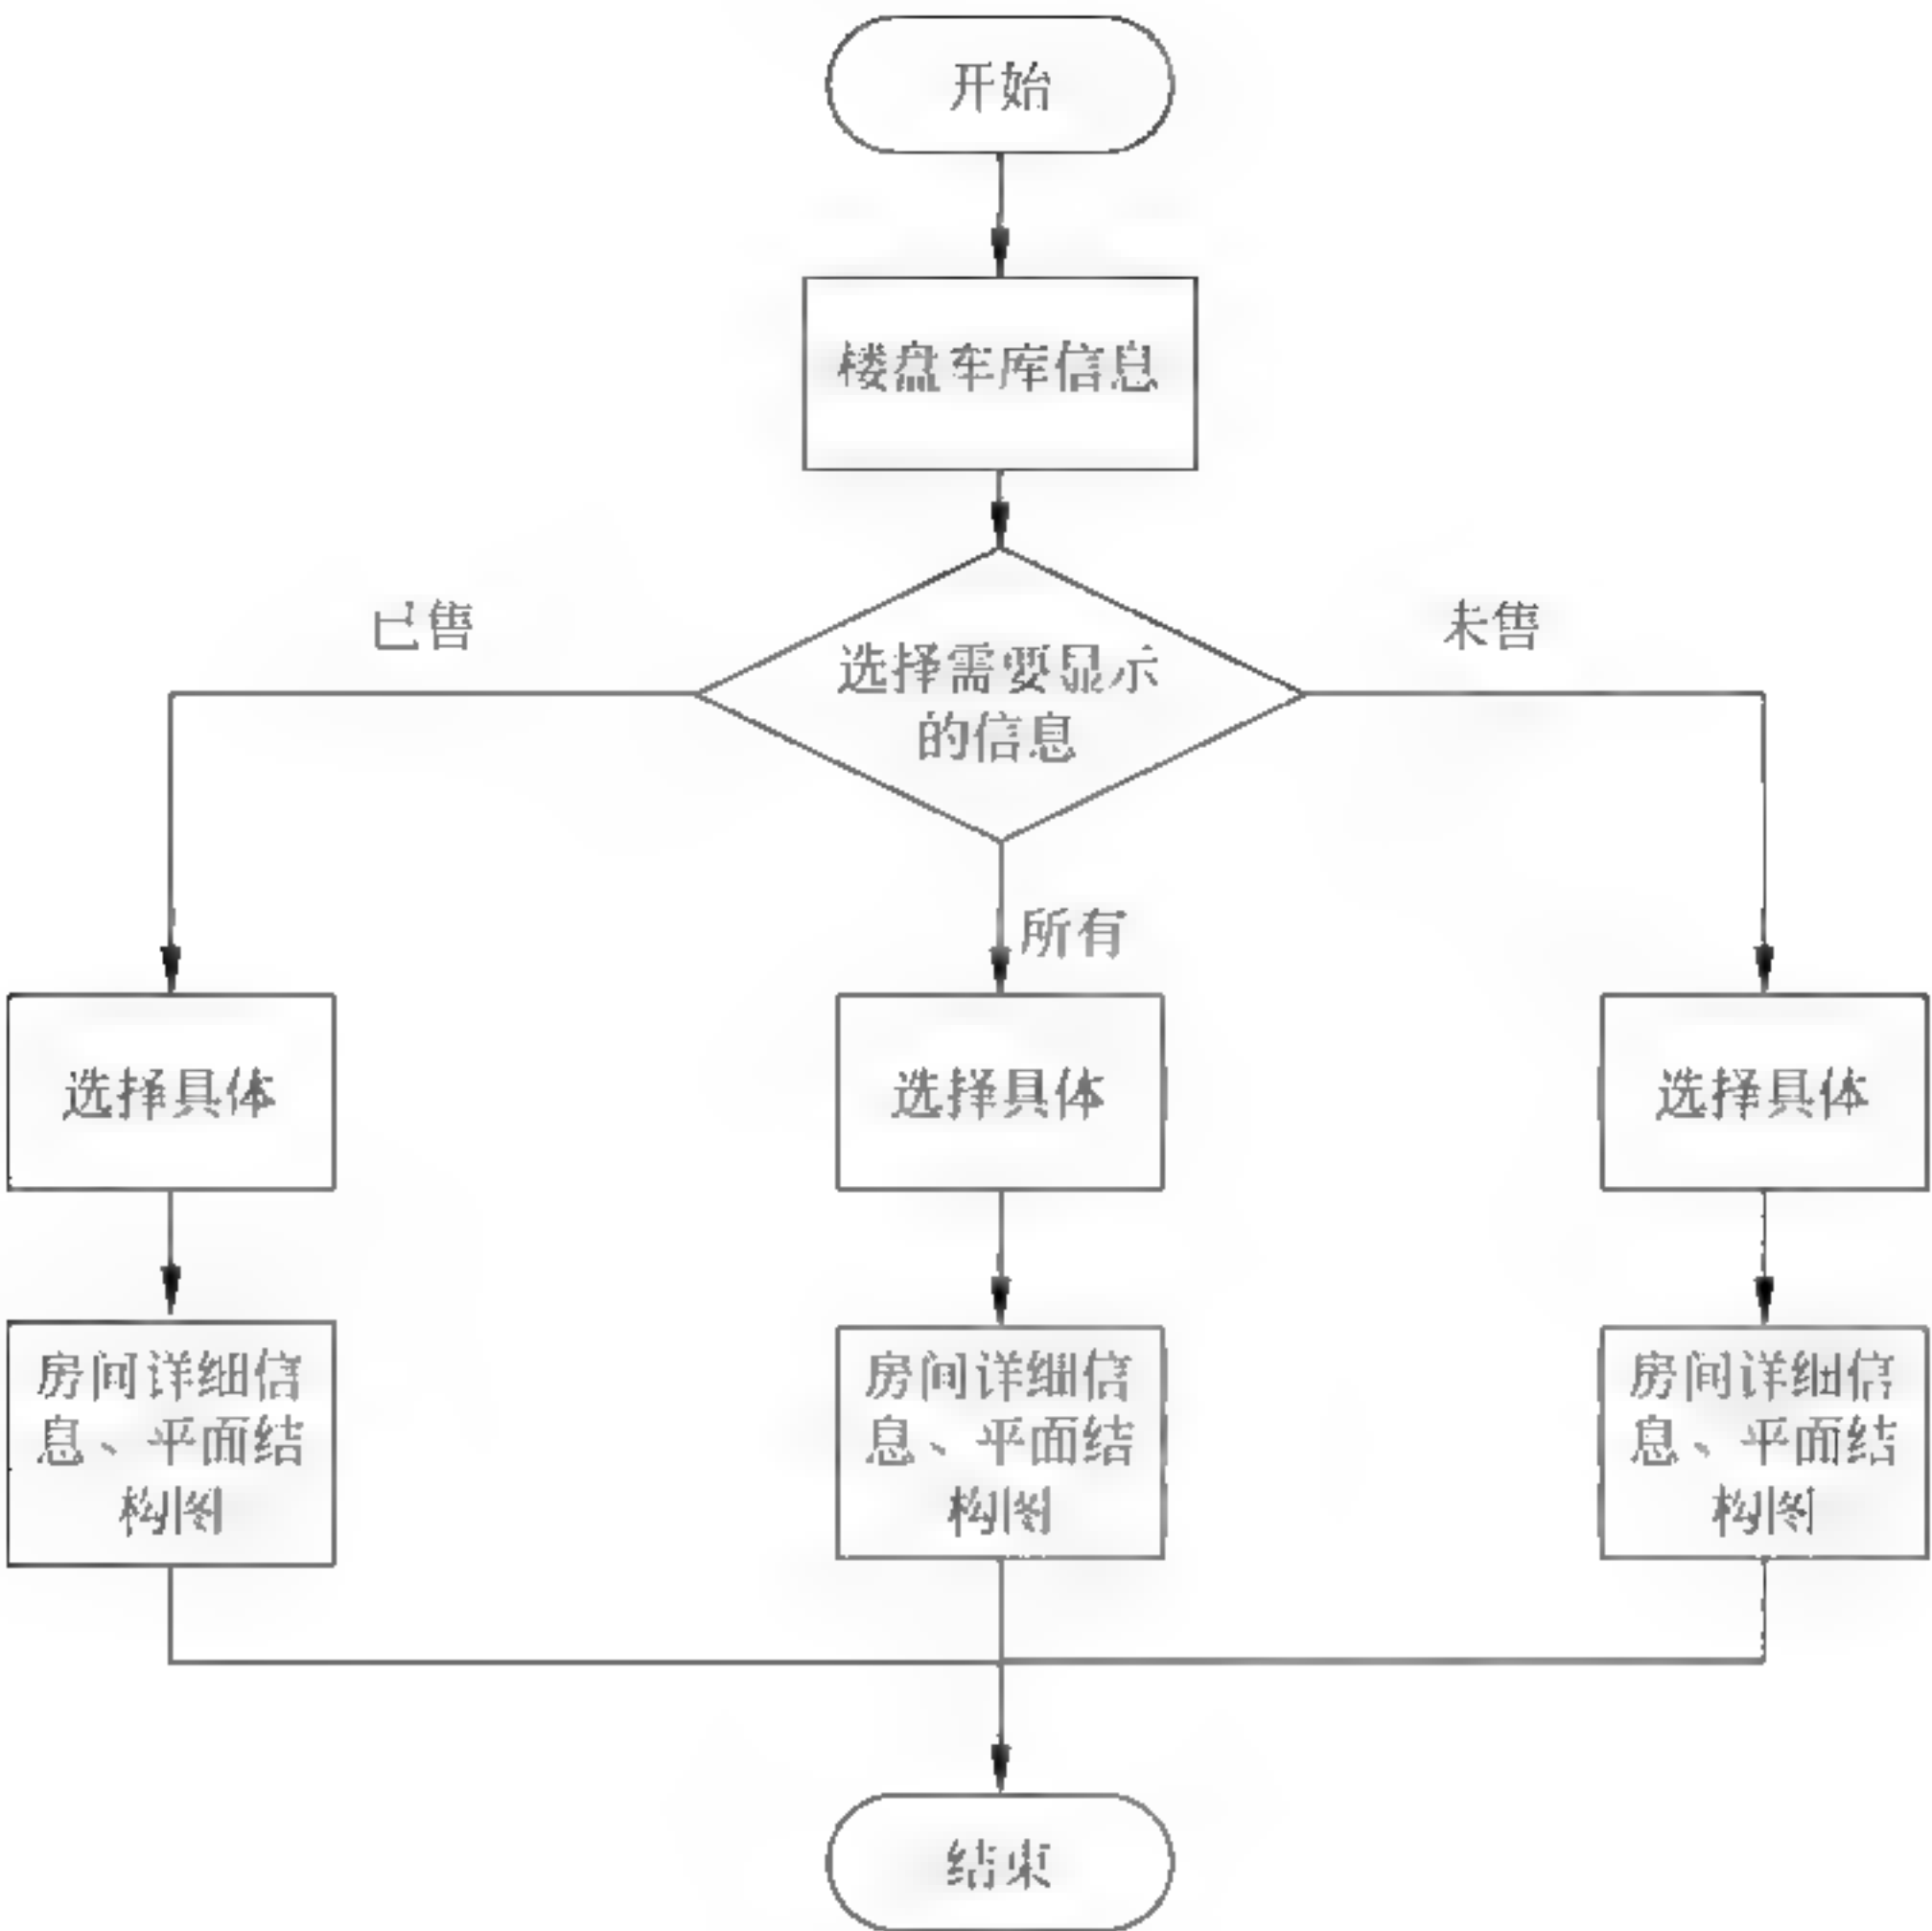 开始
楼盘车库信息
已售
未售
选择需要显示
的信息
所有
选择具体
选择具体
选择具体
房间详细信
息、平面结
构图
房间详细信
息、平面结
构图
房间详细信
息、平面结
构图
结束